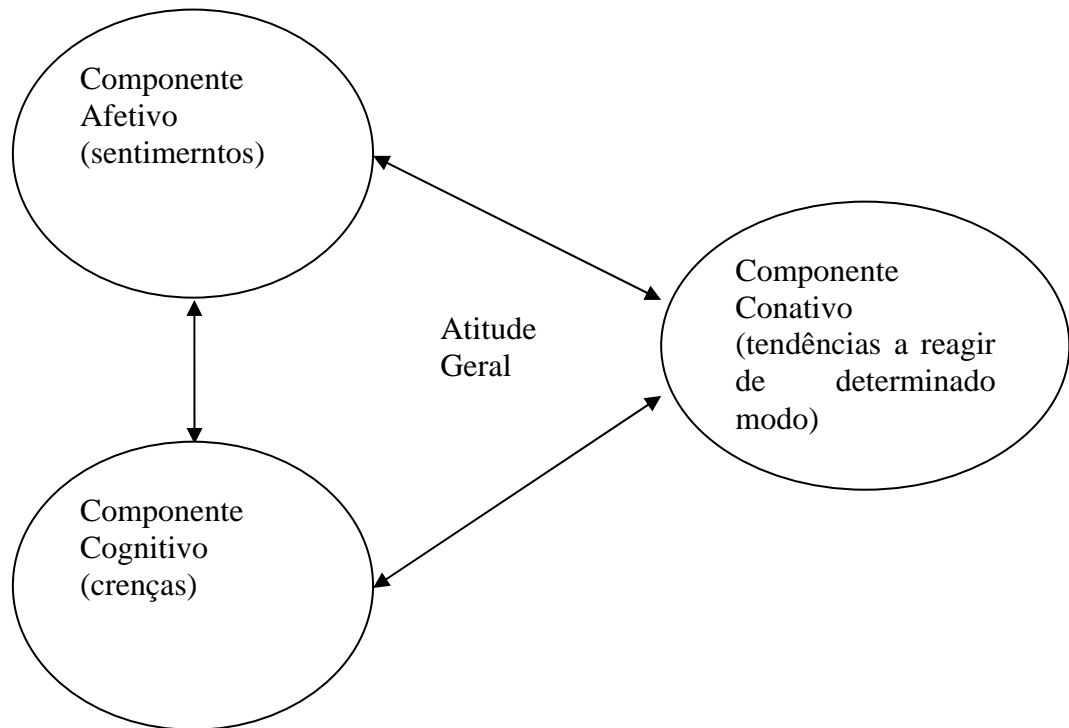 Componente
Afetivo
(sentimerntos)
Atitude
Geral
Componente
Conativo
(tendências a reagir
de determinado
modo)
Componente
Cognitivo
(crenças)